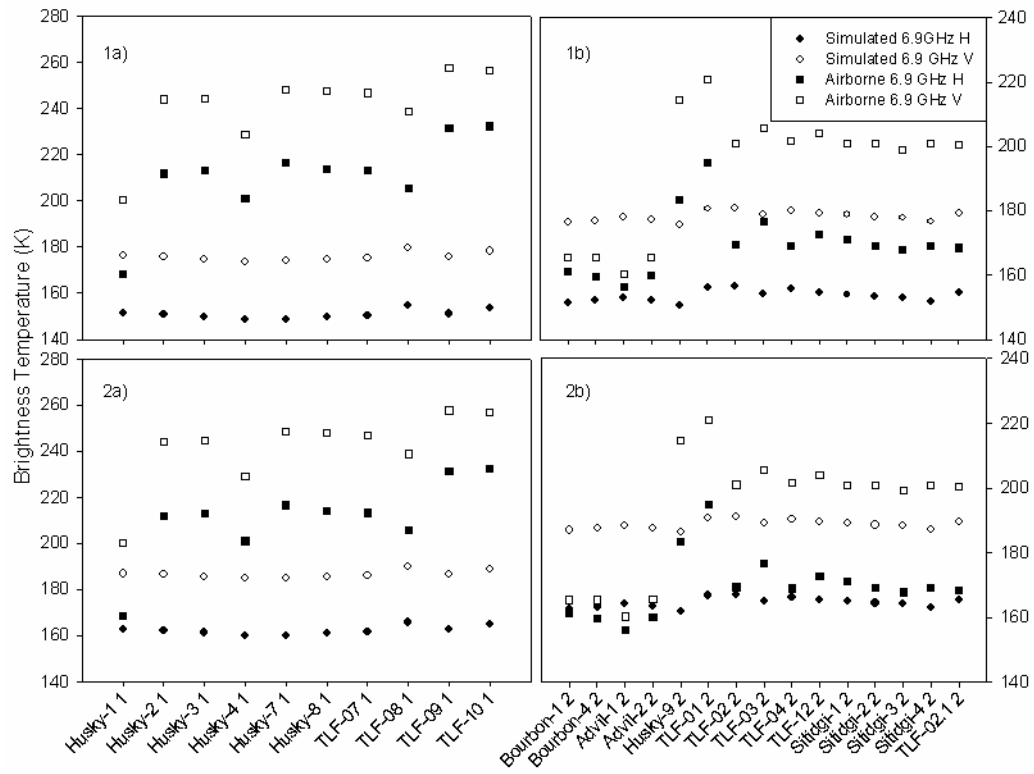 280
260
240
220
200
180
160
140
1a)
1b)
240
220
200
180
160
140
Simulated 6.9GHz H
Simulated 6.9 GHz V
Airborne 6.9 GHz H
Airborne 6.9 GHz V
Brightness Temperature (K)
280
260
240
220
200
180
160
140
2a)
2b)
240
220
200
180
160
140
Husky-1 1
Husky-2 1
Husky-3 1
Husky-4 1
Husky-7 1
Husky-8 1
TLF-07 1
TLF-08 1
TLF-09 1
TLF-10 1
Bourbon-1 2
Bourbon-4 2
Advil-1 2
Advil-2 2
Husky-9 2
TLF-01 2
TLF-02 2
TLF-03 2
TLF-04 2
TLF-12 2
Sitidgi-1 2
Sitidgi-2 2
Sitidgi-3 2
Sitidgi-4 2
TLF-02.1 2